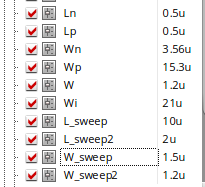 Ln 0.5u
Lp 0.5u
Wn 3.56u
Wp 15.3u
W 1.2u
Wi 21u
L_sweep 10u
L_sweep2 2u
W_sweep 1.5u
W_sweep2 1.2u